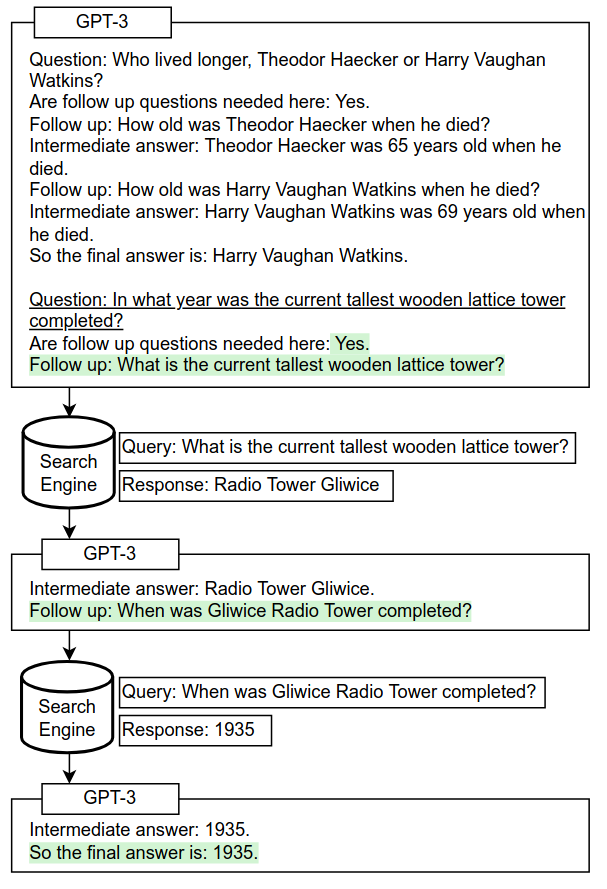 GPT-3
Question: Who lived longer, Theodor Haecker or Harry Vaughan
Watkins?
Are follow up questions needed here: Yes.
Follow up: How old was Theodor Haecker when he died?
Intermediate answer: Theodor Haecker was 65 years old when he
died.
Follow up: How old was Harry Vaughan Watkins when he died?
Intermediate answer: Harry Vaughan Watkins was 69 years old when
he died.
So the final answer is: Harry Vaughan Watkins.
Question: In what year was the current tallest wooden lattice tower
completed?
Are follow up questions needed here: Yes.
Follow up: What is the current tallest wooden lattice tower?
Search
Engine
Query: What is the current tallest wooden lattice tower?
Response: Radio Tower Gliwice
GPT-3
Intermediate answer: Radio Tower Gliwice.
Follow up: When was Gliwice Radio Tower completed?
Search
Engine
Query: When was Gliwice Radio Tower completed?
Response: 1935
GPT-3
Intermediate answer: 1935.
So the final answer is: 1935.